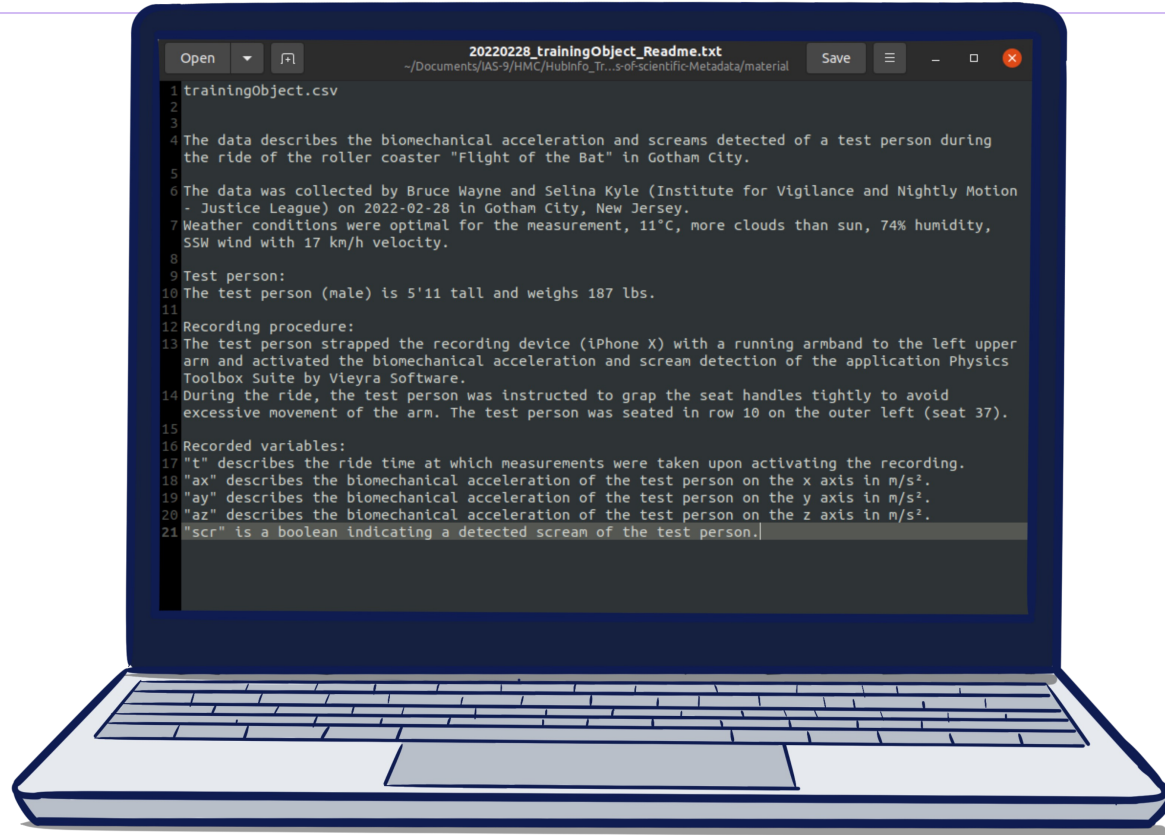 Open
20220228_trainingObject_Readme.txt
~/Documents/IAS-9/HMC/HubInfo_Tr...s-of-scientific-Metadata/material
Save
1 trainingObject.csv
2
3
4 The data describes the biomechanical acceleration and screams detected of a test person during
the ride of the roller coaster "Flight of the Bat" in Gotham City.
5
6 The data was collected by Bruce Wayne and Selina Kyle (Institute for Vigilance and Nightly Motion
- Justice League) on 2022-02-28 in Gotham City, New Jersey.
7 Weather conditions were optimal for the measurement, 11°C, more clouds than sun, 74% humidity,
SSW wind with 17 km/h velocity.
8
9 Test person:
10 The test person (male) is 5'11 tall and weighs 187 lbs.
11
12 Recording procedure:
13 The test person strapped the recording device (iPhone X) with a running armband to the left upper
arm and activated the biomechanical acceleration and scream detection of the application Physics
Toolbox Suite by Vieyra Software.
14 During the ride, the test person was instructed to grap the seat handles tightly to avoid
excessive movement of the arm. The test person was seated in row 10 on the outer left (seat 37).
15
16 Recorded variables:
17 "t" describes the ride time at which measurements were taken upon activating the recording.
18 "ax" describes the biomechanical acceleration of the test person on the x axis in m/s².
19 "ay" describes the biomechanical acceleration of the test person on the y axis in m/s².
20 "az" describes the biomechanical acceleration of the test person on the z axis in m/s².
21 "scr" is a boolean indicating a detected scream of the test person.